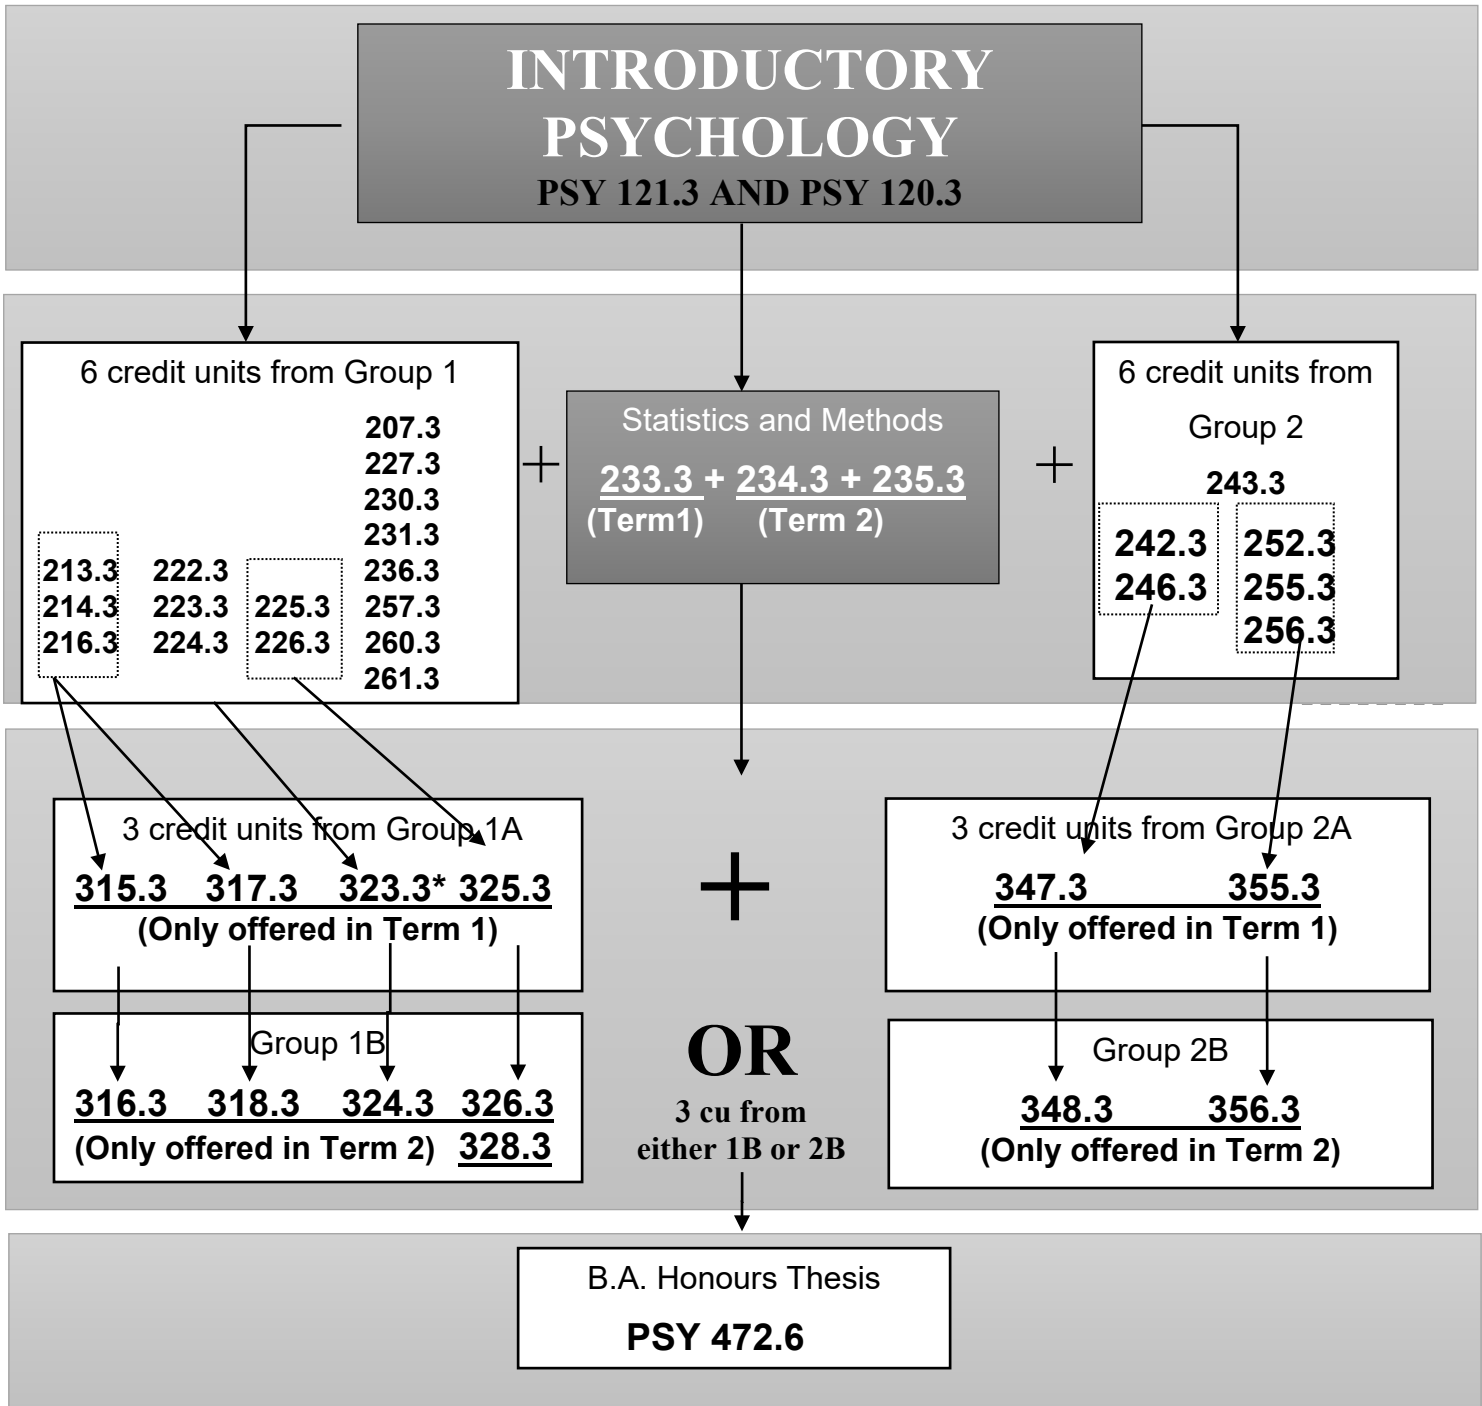 INTRODUCTORY
PSYCHOLOGY
PSY 121.3 AND PSY 120.3
6 credit units from Group 1
207.3
227.3
230.3
231.3
213.3 222.3 236.3
214.3 223.3 225.3 257.3
216.3 224.3 226.3 260.3
261.3
+
Statistics and Methods
233.3 + 234.3 + 235.3
(Term1) (Term 2)
+
6 credit units from
Group 2
243.3
242.3 252.3
246.3 255.3
256.3
3 credit units from Group 1A
315.3 317.3 323.3* 325.3
(Only offered in Term 1)
+
3 credit units from Group 2A
347.3 355.3
(Only offered in Term 1)
Group 1B
316.3 318.3 324.3 326.3
(Only offered in Term 2) 328.3
OR
3 cu from
either 1B or 2B
Group 2B
348.3 356.3
(Only offered in Term 2)
B.A. Honours Thesis
PSY 472.6